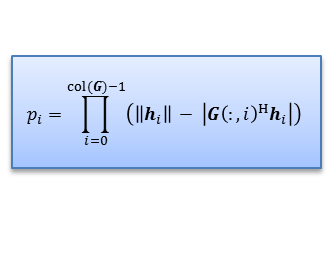 p_i = ∏_{i=0}^{col(G)−1} (‖h_i‖ − |G(:,i)^H h_i|)